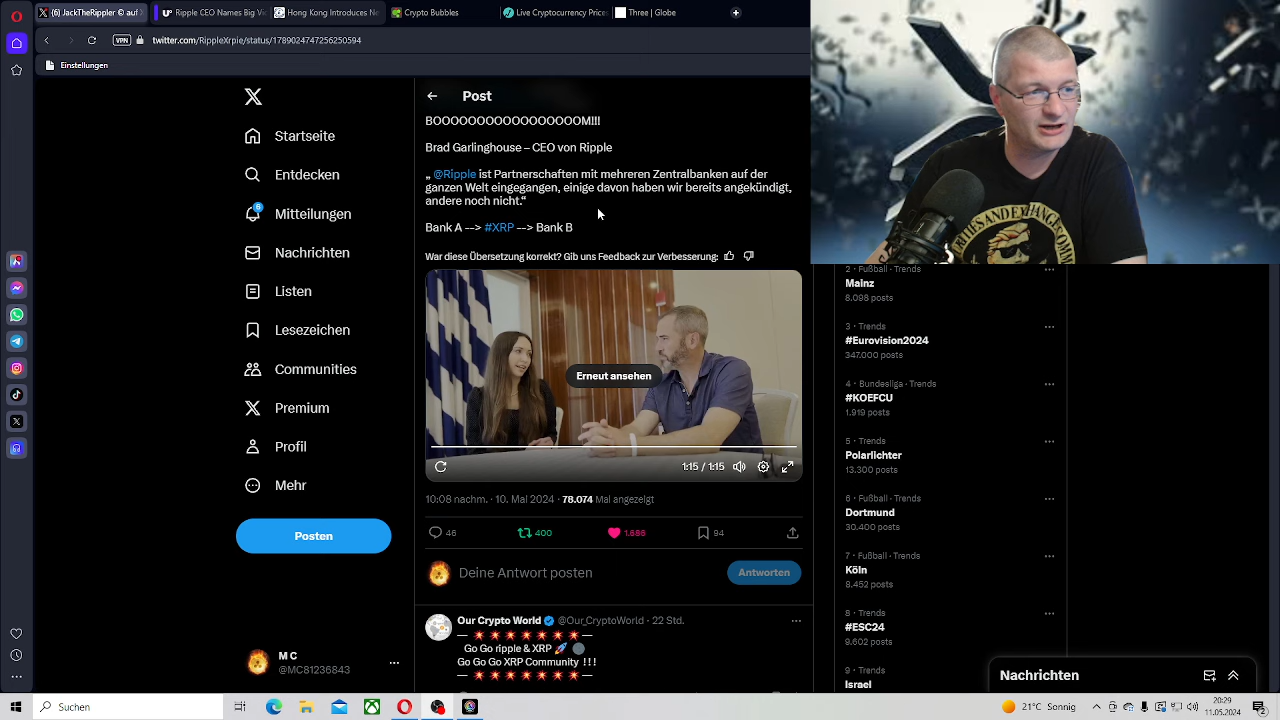 (6) JackTheRippler © auf
Ripple CEO Names Big Vi
Hong Kong Introduces Ne
Crypto Bubbles
Live Cryptocurrency Price
Three | Globe
VPN
twitter.com/RippleXrpie/status/1789024747256250594
Einstellungen
Startseite
Entdecken
6
Mitteilungen
Nachrichten
Listen
Lesezeichen
Communities
Premium
Profil
Mehr
Posten
M C
@MC81236843
Post
BOOOOOOOOOOOOOOOOM!!!
Brad Garlinghouse – CEO von Ripple
„ @Ripple ist Partnerschaften mit mehreren Zentralbanken auf der
ganzen Welt eingegangen, einige davon haben wir bereits angekündigt,
andere noch nicht.“
Bank A --> #XRP --> Bank B
War diese Übersetzung korrekt? Gib uns Feedback zur Verbesserung:
Erneut ansehen
1:15 / 1:15
10:08 nachm. · 10. Mai 2024 · 78.074 Mal angezeigt
46
400
1.686
94
Deine Antwort posten
Antworten
Our Crypto World @Our_CryptoWorld · 22 Std.
Go Go Go ripple & XRP
Go Go Go XRP Community !!!
2 · Fußball · Trends
Mainz
8.098 posts
3 · Trends
#Eurovision2024
347.000 posts
4 · Bundesliga · Trends
#KOEFCU
1.919 posts
5 · Trends
Polarlichter
13.300 posts
6 · Fußball · Trends
Dortmund
30.400 posts
7 · Fußball · Trends
Köln
8.452 posts
8 · Trends
#ESC24
9.602 posts
9 · Trends
Israel
Nachrichten
Suchen
21°C Sonnig
20:29
11.05.2024